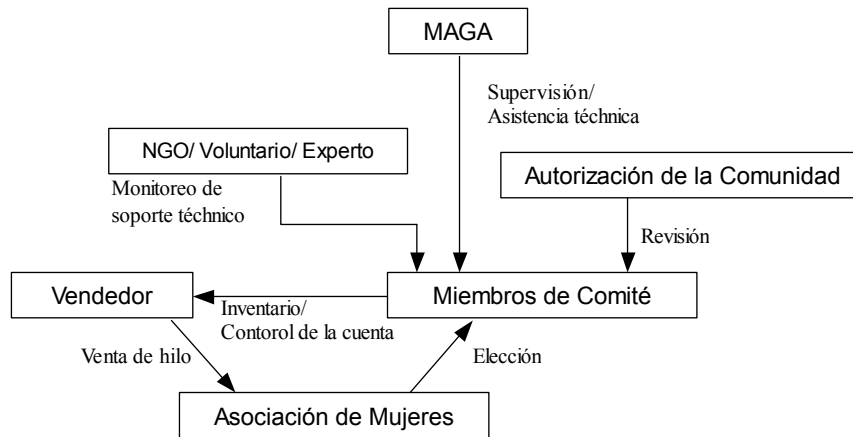 MAGA
Supervisión/
Asistencia téchnica
NGO/ Voluntario/ Experto
Autorización de la Comunidad
Monitoreo de
soporte téchnico
Revisión
Vendedor
Miembros de Comité
Inventario/
Contorol de la cuenta
Venta de hilo
Elección
Asociación de Mujeres